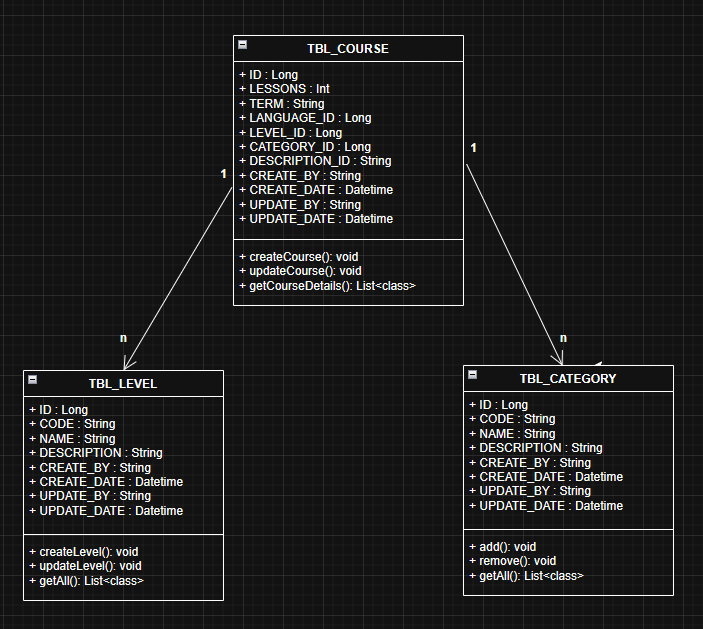 TBL_COURSE
+ ID : Long
+ LESSONS : Int
+ TERM : String
+ LANGUAGE_ID : Long
+ LEVEL_ID : Long
+ CATEGORY_ID : Long
+ DESCRIPTION_ID : String
+ CREATE_BY : String
+ CREATE_DATE : Datetime
+ UPDATE_BY : String
+ UPDATE_DATE : Datetime
+ createCourse(): void
+ updateCourse(): void
+ getCourseDetails(): List<class>
1
1
n
n
TBL_LEVEL
+ ID : Long
+ CODE : String
+ NAME : String
+ DESCRIPTION : String
+ CREATE_BY : String
+ CREATE_DATE : Datetime
+ UPDATE_BY : String
+ UPDATE_DATE : Datetime
+ createLevel(): void
+ updateLevel(): void
+ getAll(): List<class>
TBL_CATEGORY
+ ID : Long
+ CODE : String
+ NAME : String
+ DESCRIPTION : String
+ CREATE_BY : String
+ CREATE_DATE : Datetime
+ UPDATE_BY : String
+ UPDATE_DATE : Datetime
+ add(): void
+ remove(): void
+ getAll(): List<class>